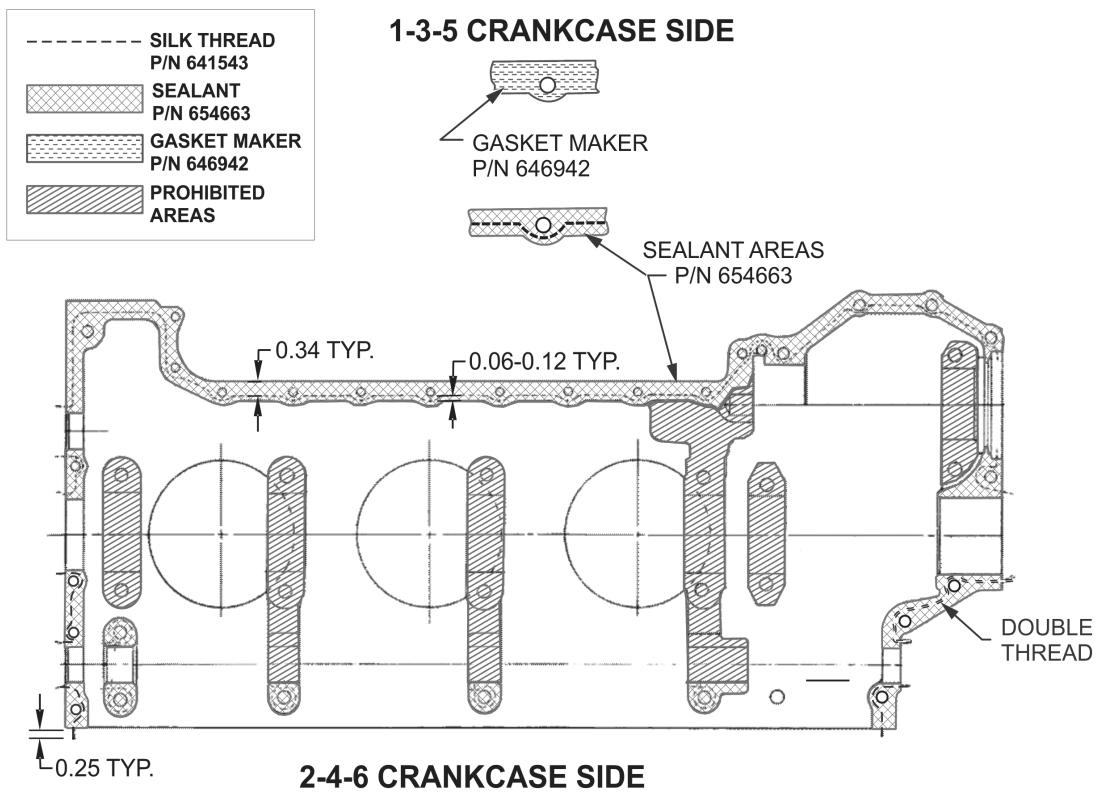 1-3-5 CRANKCASE SIDE
SILK THREAD
P/N 641543
SEALANT
P/N 654663
GASKET MAKER
P/N 646942
PROHIBITED
AREAS
GASKET MAKER
P/N 646942
SEALANT AREAS
P/N 654663
0.34 TYP.
0.06-0.12 TYP.
DOUBLE
THREAD
0.25 TYP.
2-4-6 CRANKCASE SIDE